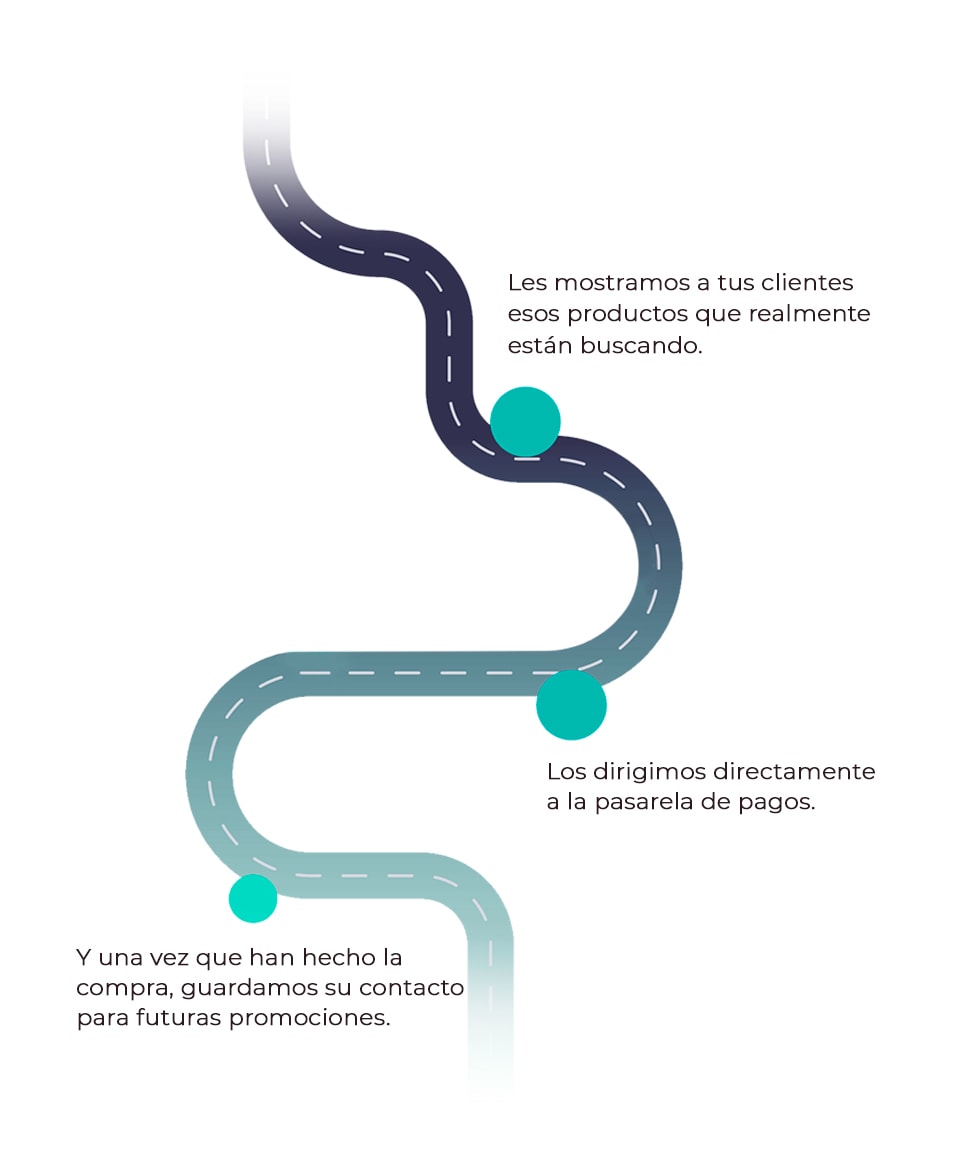 Les mostramos a tus clientes
esos productos que realmente
están buscando.
Los dirigimos directamente
a la pasarela de pagos.
Y una vez que han hecho la
compra, guardamos su contacto
para futuras promociones.